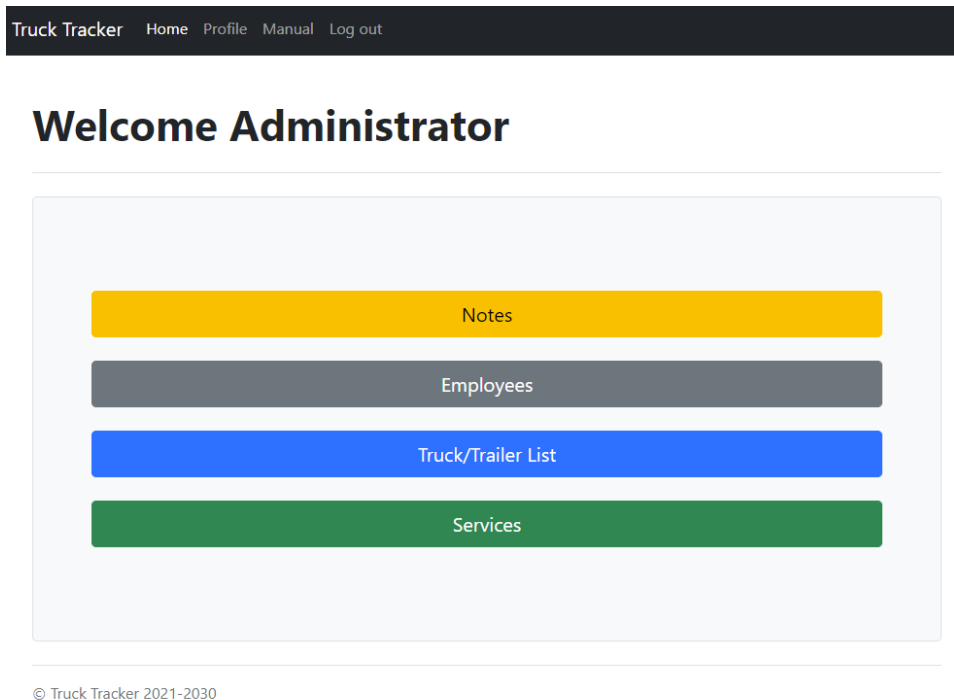 Truck Tracker Home Profile Manual Log out
Welcome Administrator
Notes
Employees
Truck/Trailer List
Services
© Truck Tracker 2021-2030